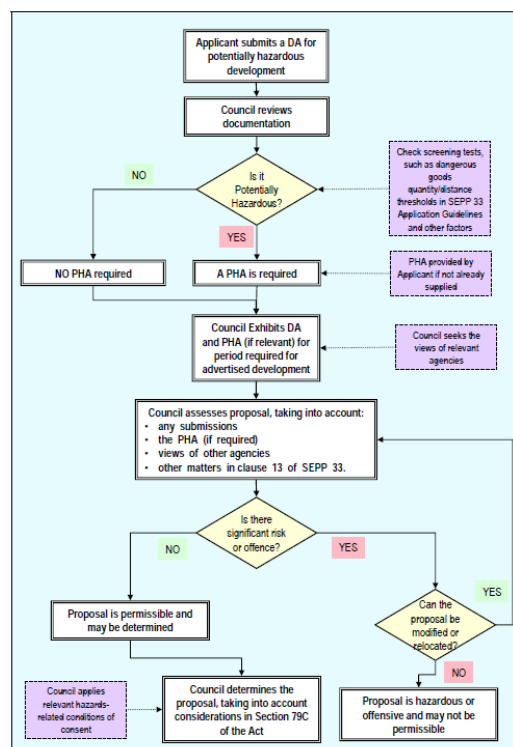 Applicant submits a DA for
potentially hazardous
development
Council reviews
documentation
Is it
Potentially
Hazardous?
NO
YES
Check screening tests,
such as dangerous
goods
quantity/distance
thresholds in SEPP 33
Application Guidelines
and other factors
NO PHA required
A PHA is required
PHA provided by
Applicant if not already
supplied
Council Exhibits DA
and PHA (if relevant) for
period required for
advertised development
Council seeks the
views of relevant
agencies
Council assesses proposal, taking into account:
• any submissions
• the PHA (if required)
• views of other agencies
• other matters in clause 13 of SEPP 33.
Is there
significant risk
or offence?
NO
YES
Proposal is permissible and
may be determined
Can the
proposal be
modified or
relocated?
YES
NO
Council applies
relevant hazards-
related conditions of
consent
Council determines the
proposal, taking into account
considerations in Section 79C
of the Act
Proposal is hazardous or
offensive and may not be
permissible